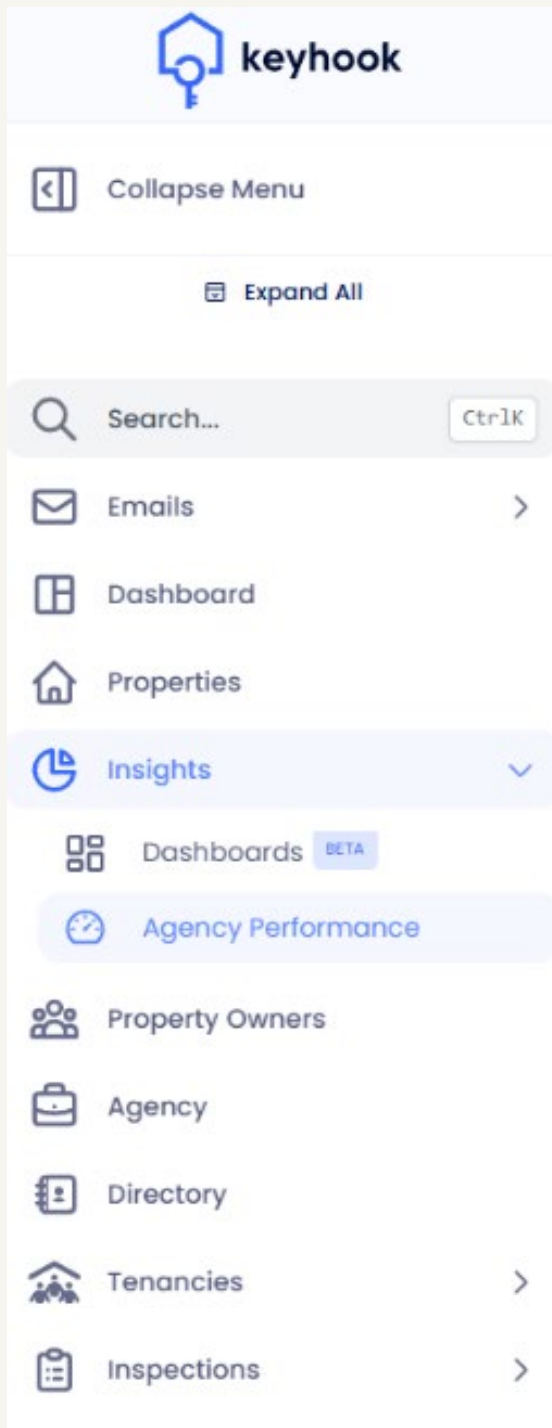 keyhook
Collapse Menu
Expand All
Search... CtrlK
Emails
Dashboard
Properties
Insights
Dashboards BETA
Agency Performance
Property Owners
Agency
Directory
Tenancies
Inspections